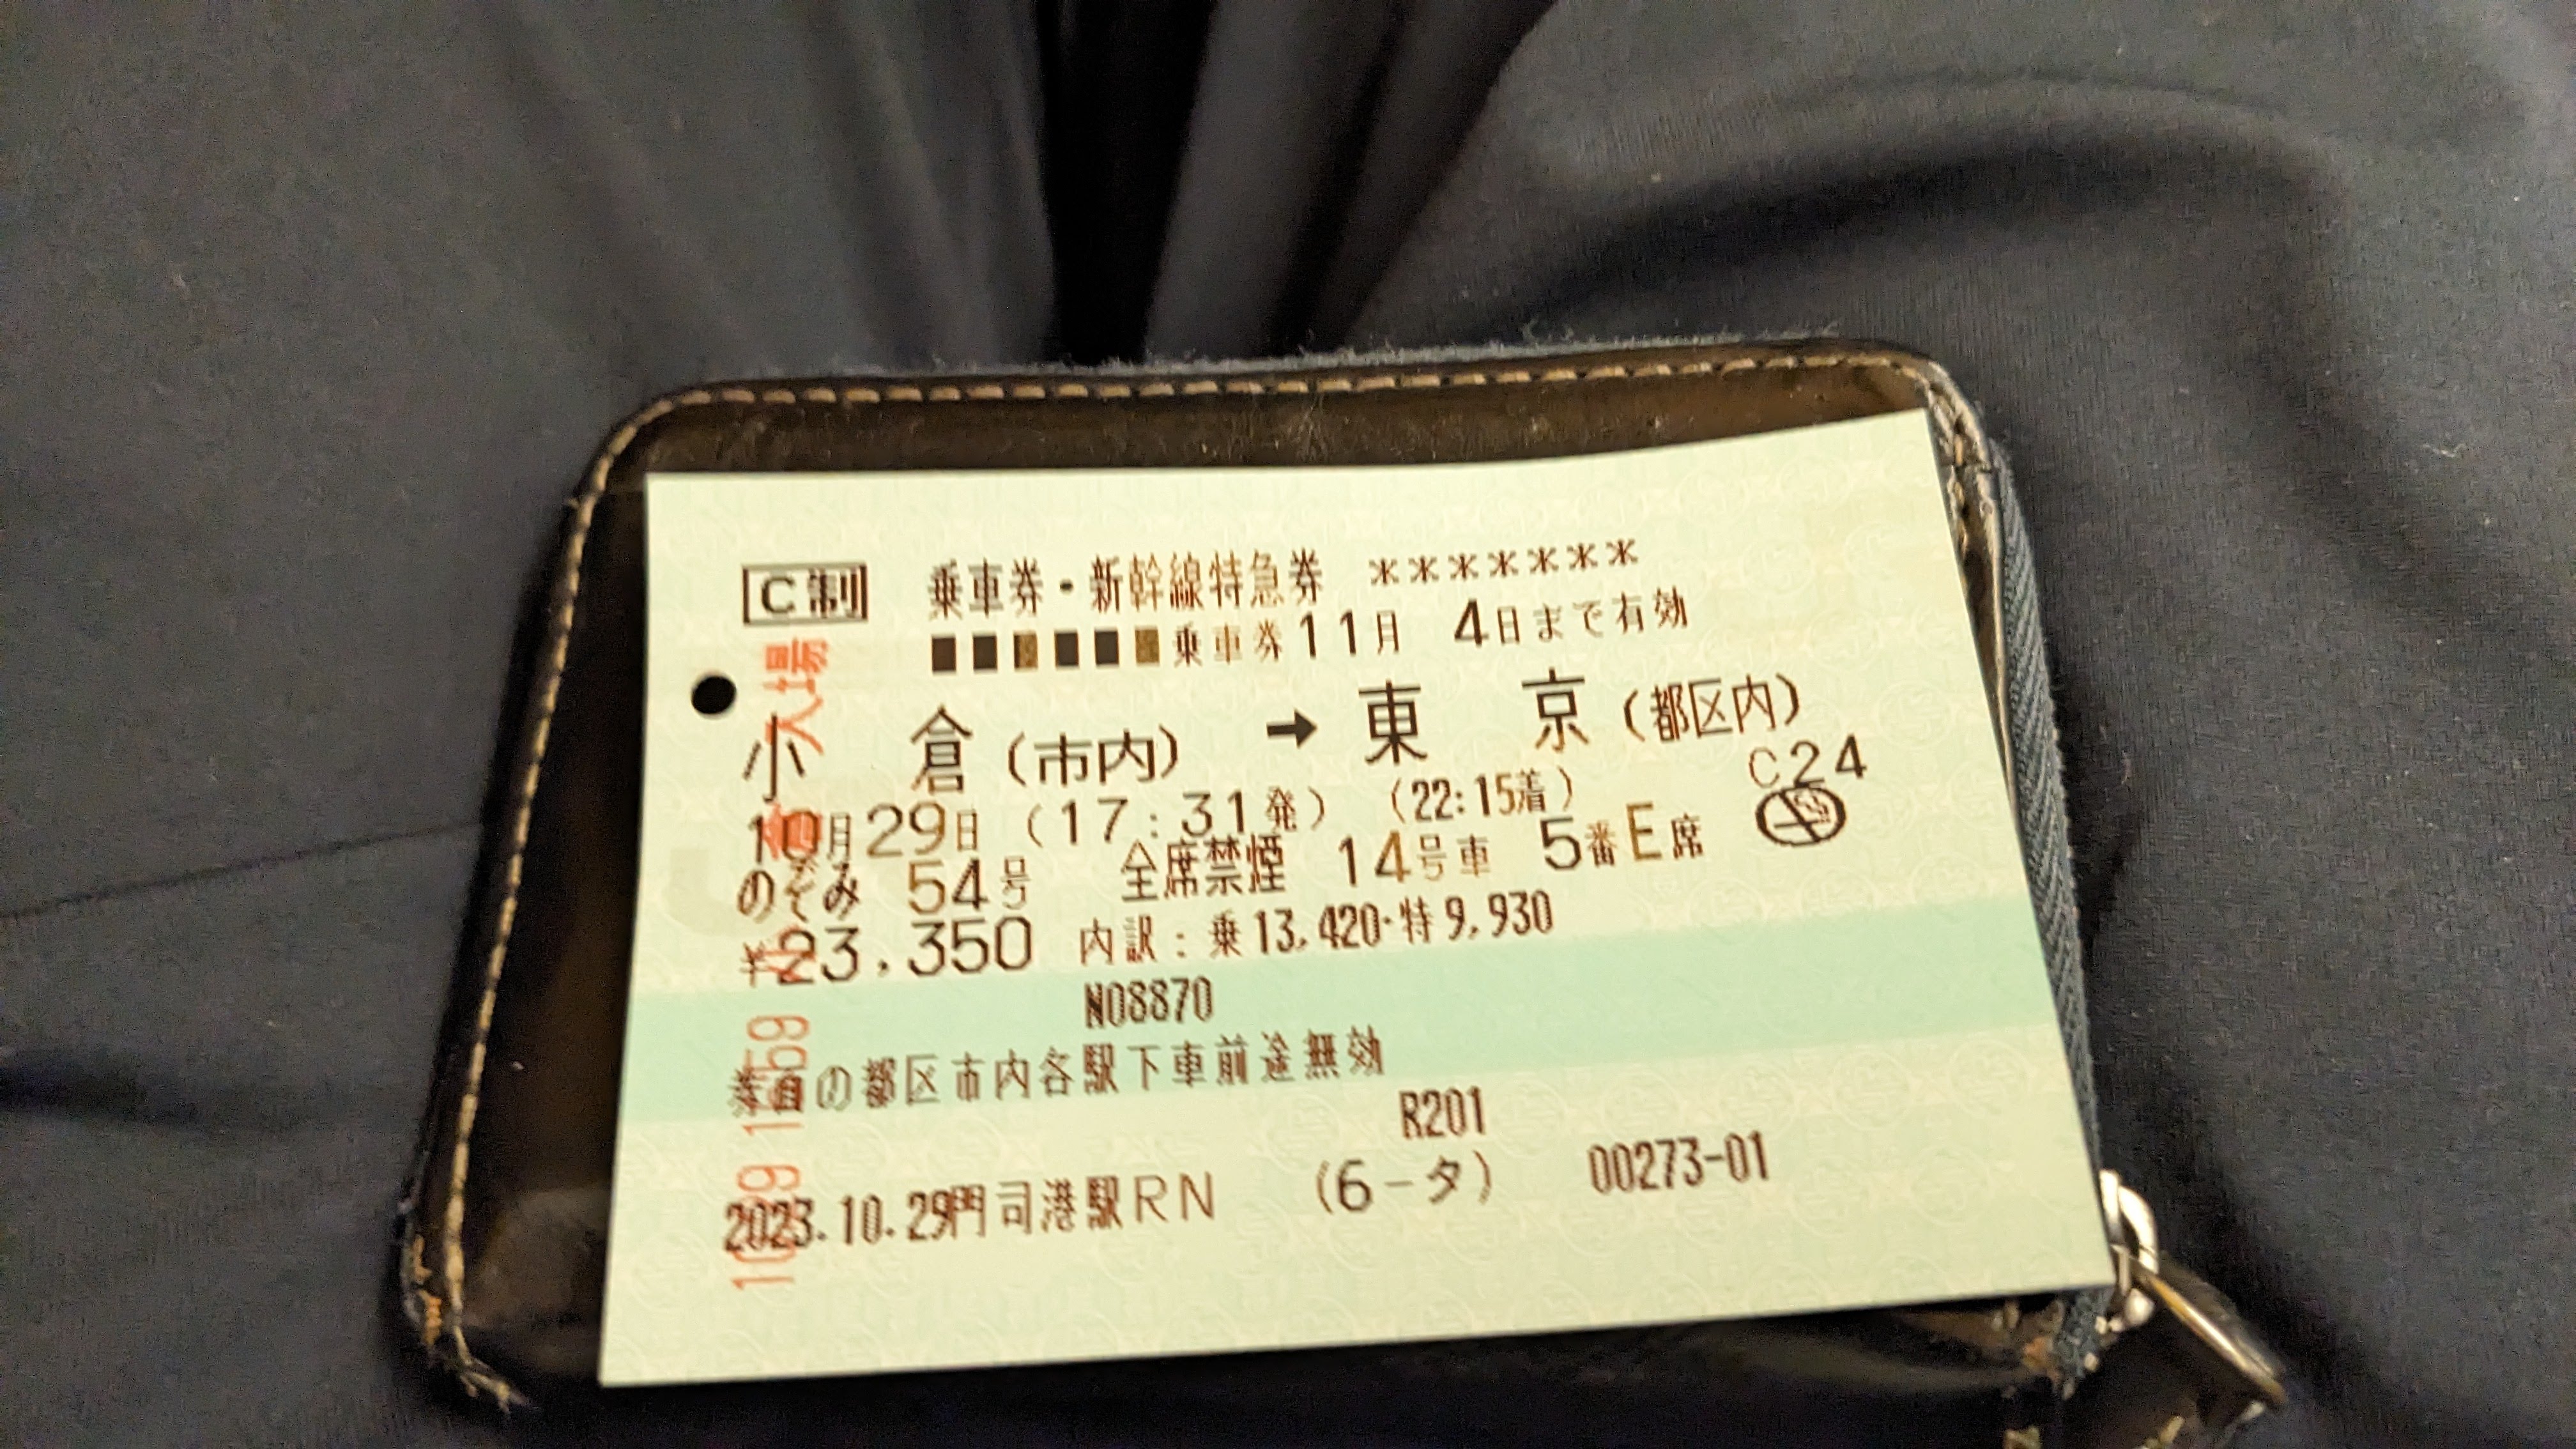 C制 乗車券・新幹線特急券 *******
■■■■■■乗車券11月 4日まで有効
小 倉(市内) ➡ 東 京(都区内)
10月29日 (17:31発) (22:15着) C24
のぞみ 54号 全席禁煙 14号車 5番E席
¥23,350 内訳:乗13,420・特9,930
N08870
券面の都区市内各駅下車前途無効
R201
2023.10.29門司港駅RN (6-タ) 00273-01
入場